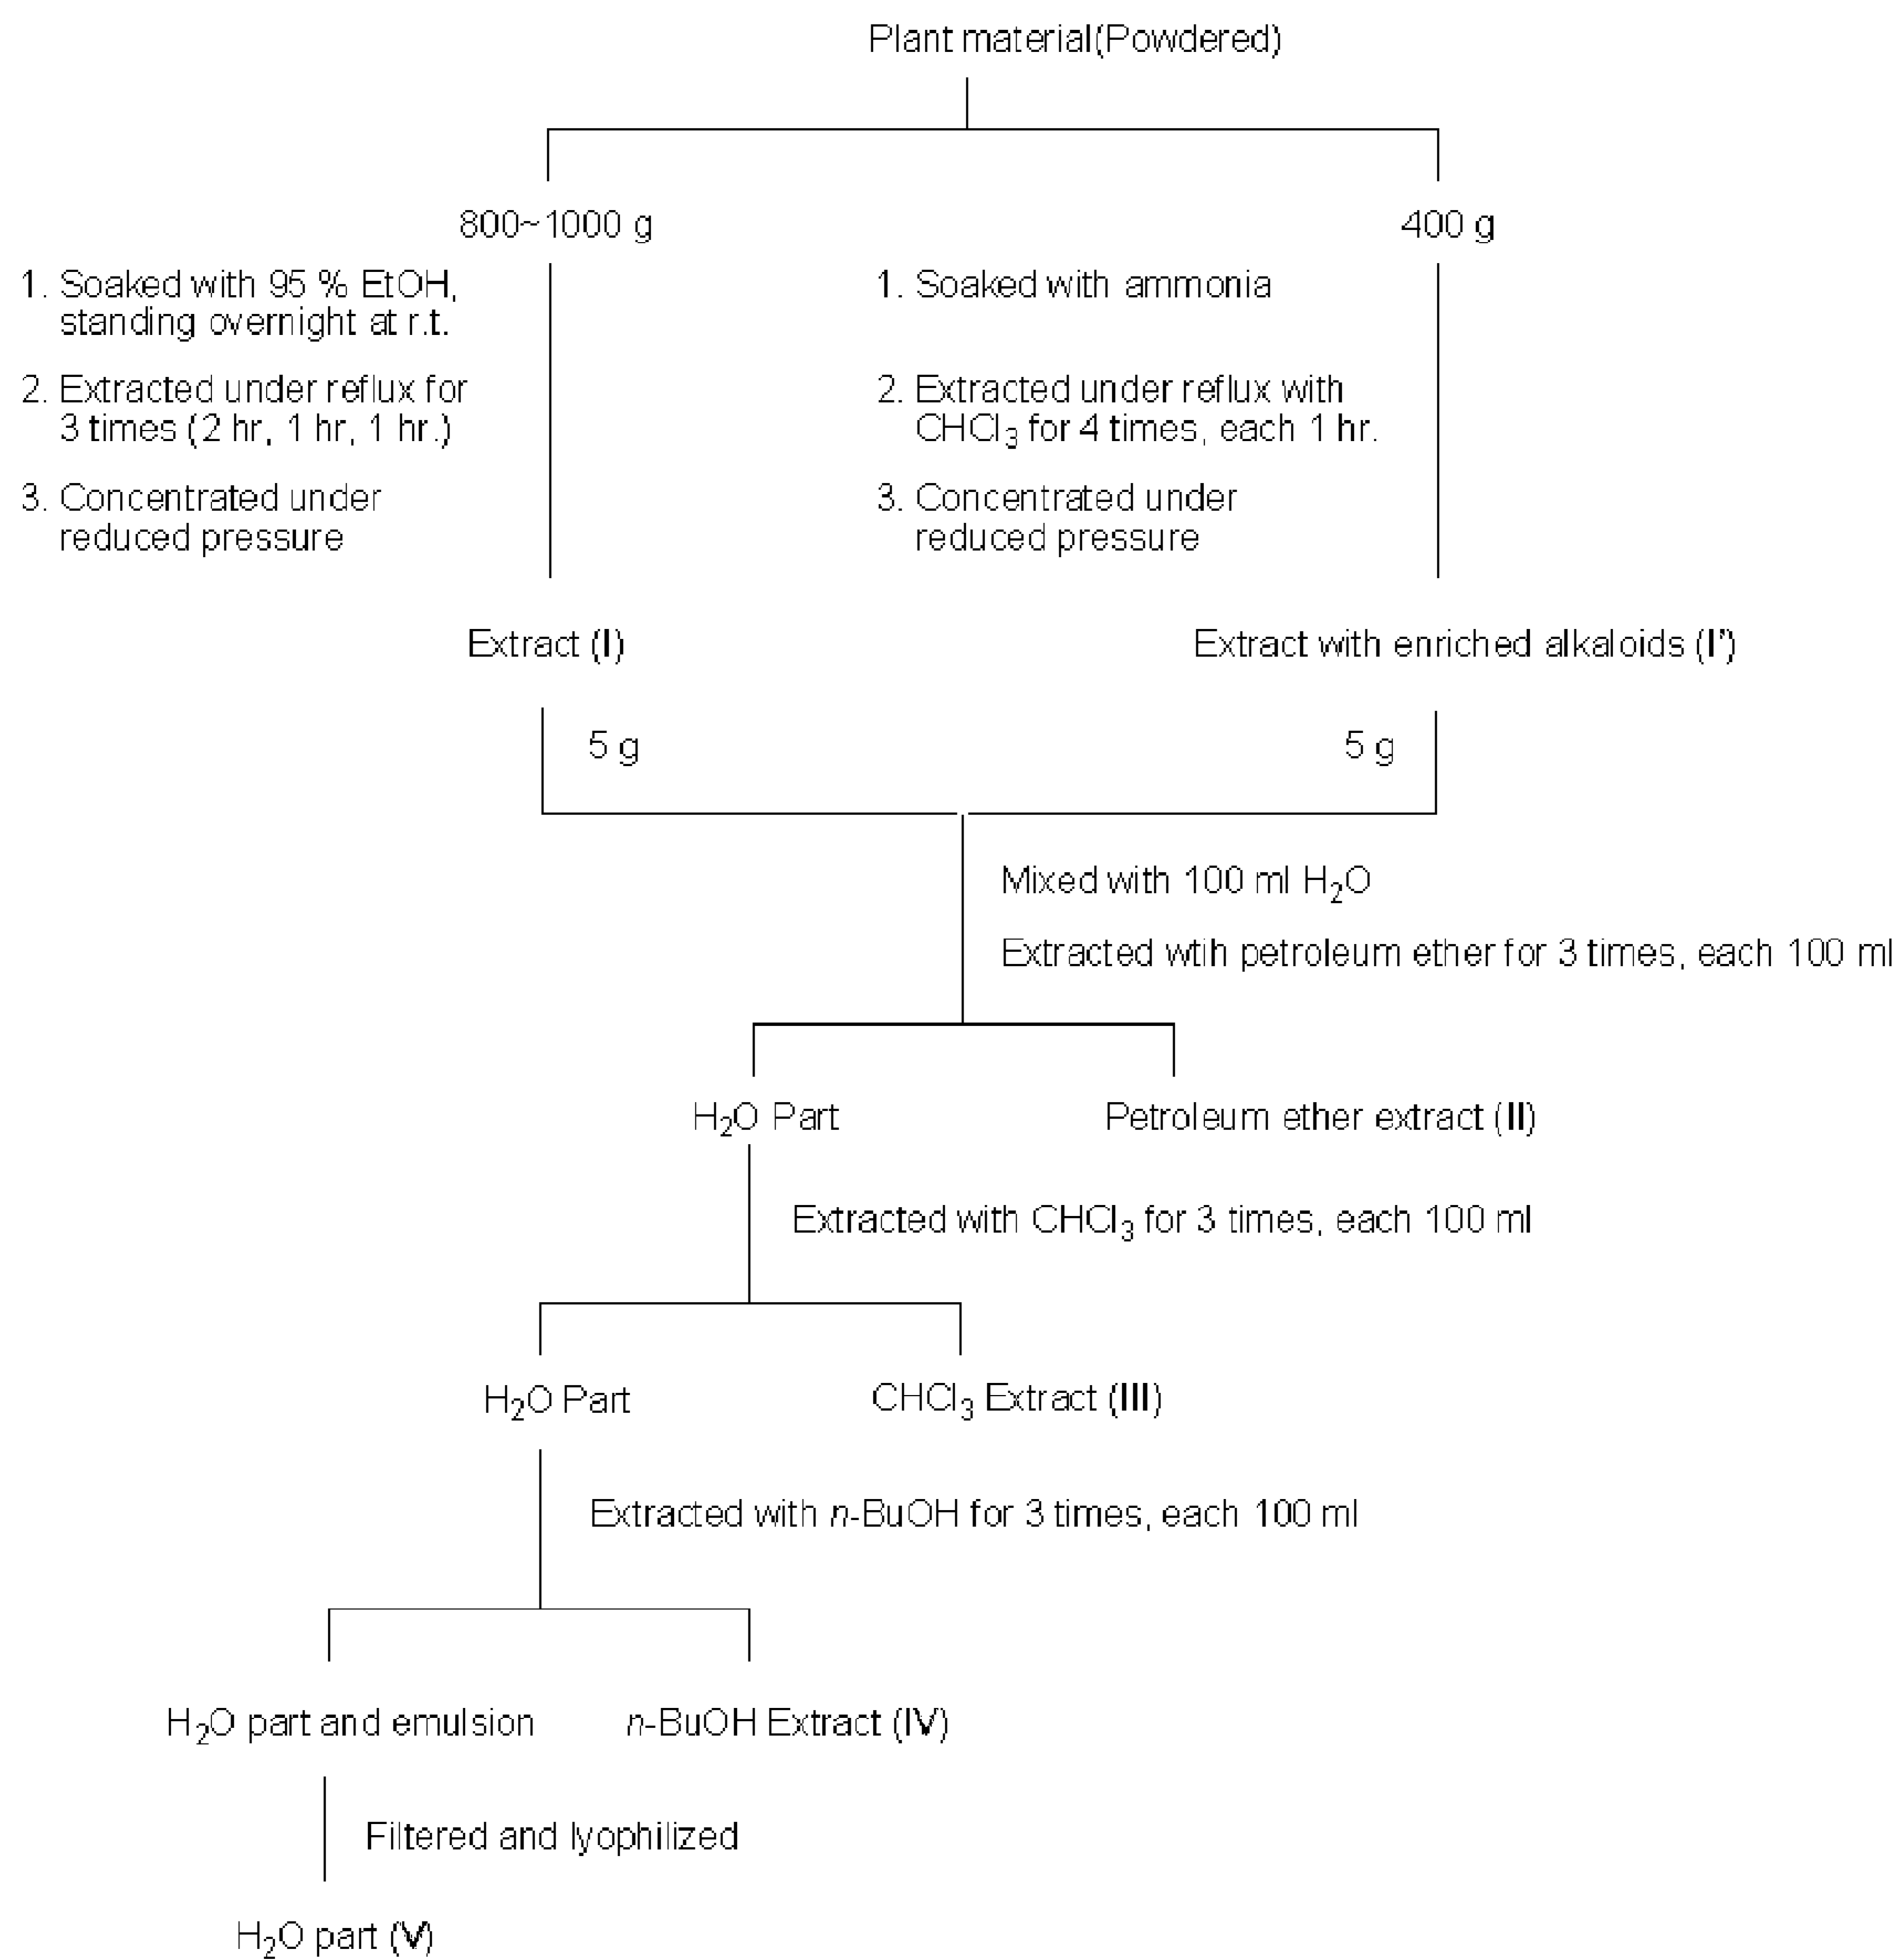 Plant material(Powdered)
800~1000 g
400 g
1. Soaked with 95 % EtOH,
standing overnight at r.t.
2. Extracted under reflux for
3 times (2 hr, 1 hr, 1 hr.)
3. Concentrated under
reduced pressure
1. Soaked with ammonia
2. Extracted under reflux with
CHCl₃ for 4 times, each 1 hr.
3. Concentrated under
reduced pressure
Extract (I)
Extract with enriched alkaloids (I')
5 g
5 g
Mixed with 100 ml H₂O
Extracted wtih petroleum ether for 3 times, each 100 ml
H₂O Part
Petroleum ether extract (II)
Extracted with CHCl₃ for 3 times, each 100 ml
H₂O Part
CHCl₃ Extract (III)
Extracted with n-BuOH for 3 times, each 100 ml
H₂O part and emulsion
n-BuOH Extract (IV)
Filtered and lyophilized
H₂O part (V)